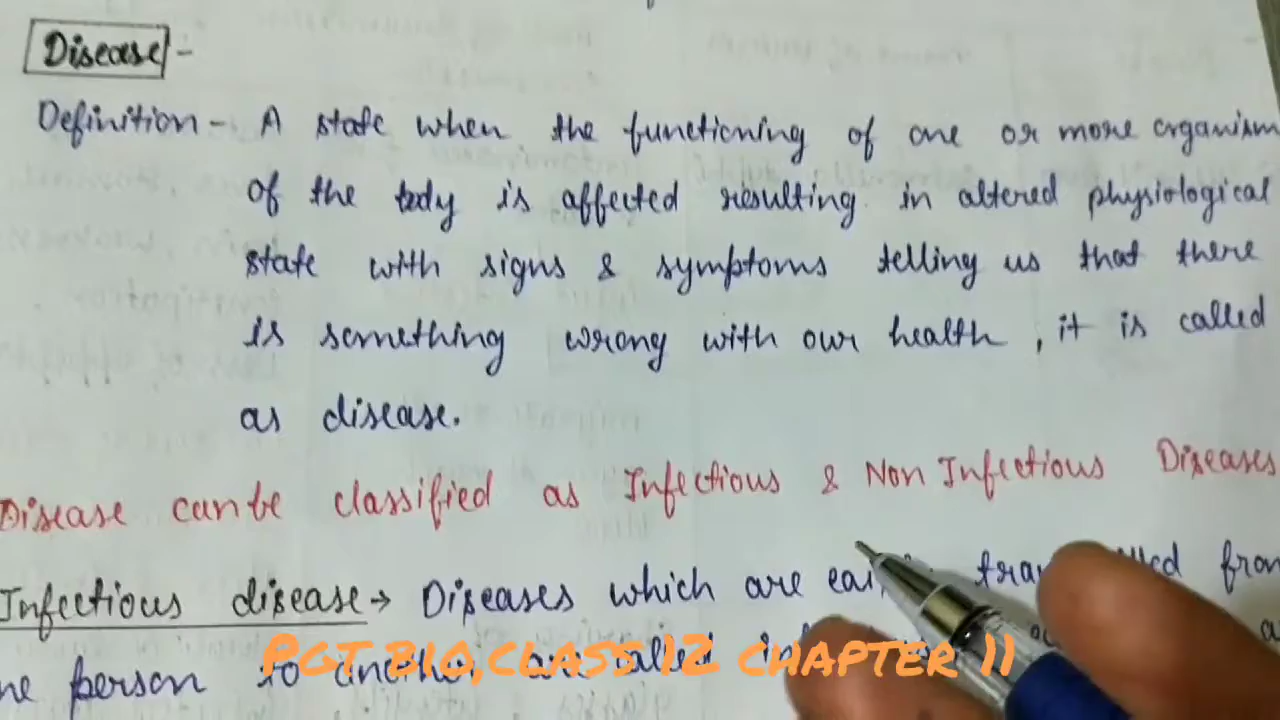 Disease -
Definition - A state when the functioning of one or more organism
of the body is affected resulting in altered physiological
state with signs & symptoms telling us that there
is something wrong with our health, it is called
as disease.
Disease can be classified as Infectious & Non Infectious Diseases
Infectious disease → Diseases which are from
person to are called
PGT bio,class 12 chapter 11